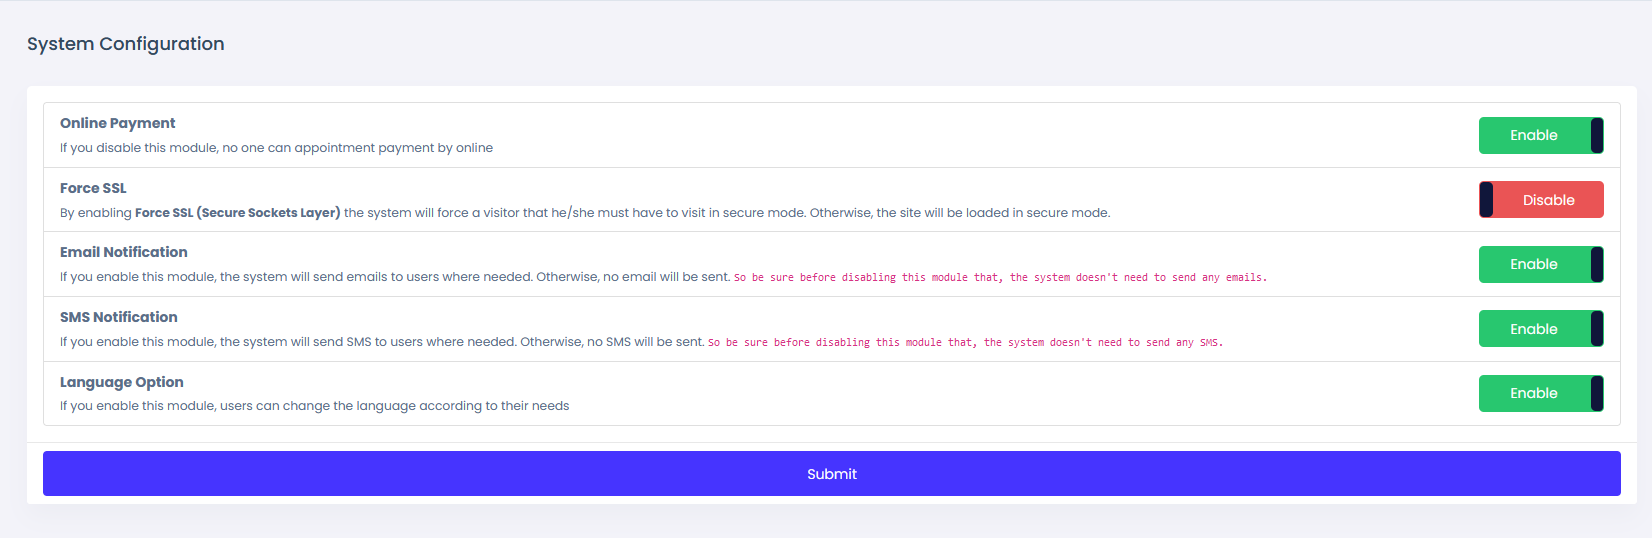 System Configuration
Online Payment
If you disable this module, no one can appointment payment by online
Enable
Force SSL
By enabling Force SSL (Secure Sockets Layer) the system will force a visitor that he/she must have to visit in secure mode. Otherwise, the site will be loaded in secure mode.
Disable
Email Notification
If you enable this module, the system will send emails to users where needed. Otherwise, no email will be sent. So be sure before disabling this module that, the system doesn't need to send any emails.
Enable
SMS Notification
If you enable this module, the system will send SMS to users where needed. Otherwise, no SMS will be sent. So be sure before disabling this module that, the system doesn't need to send any SMS.
Enable
Language Option
If you enable this module, users can change the language according to their needs
Enable
Submit